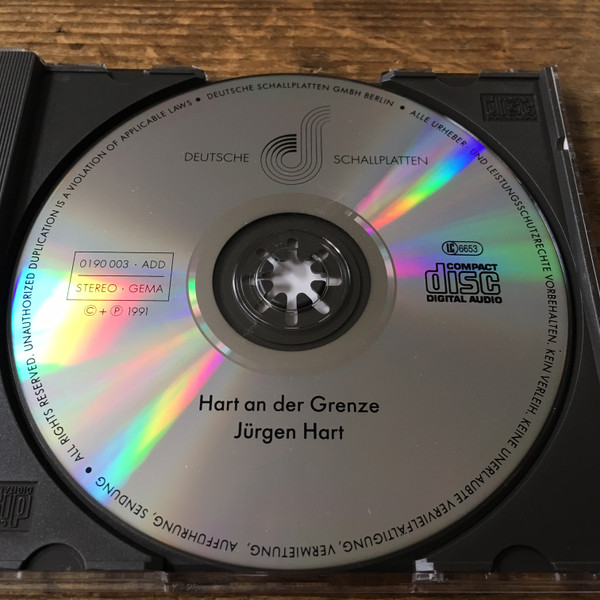 DEUTSCHE SCHALLPLATTEN
0190 003 · ADD
STEREO · GEMA
© + ℗ 1991
LC 6653
COMPACT
disc
DIGITAL AUDIO
Hart an der Grenze
Jürgen Hart
ALL RIGHTS RESERVED. UNAUTHORIZED DUPLICATION IS A VIOLATION OF APPLICABLE LAWS • DEUTSCHE SCHALLPLATTEN GMBH BERLIN • ALLE URHEBER- UND LEISTUNGSSCHUTZRECHTE VORBEHALTEN. KEIN VERLEIH. KEINE UNERLAUBTE VERVIELFÄLTIGUNG, VERMIETUNG, AUFFÜHRUNG, SENDUNG •
disc